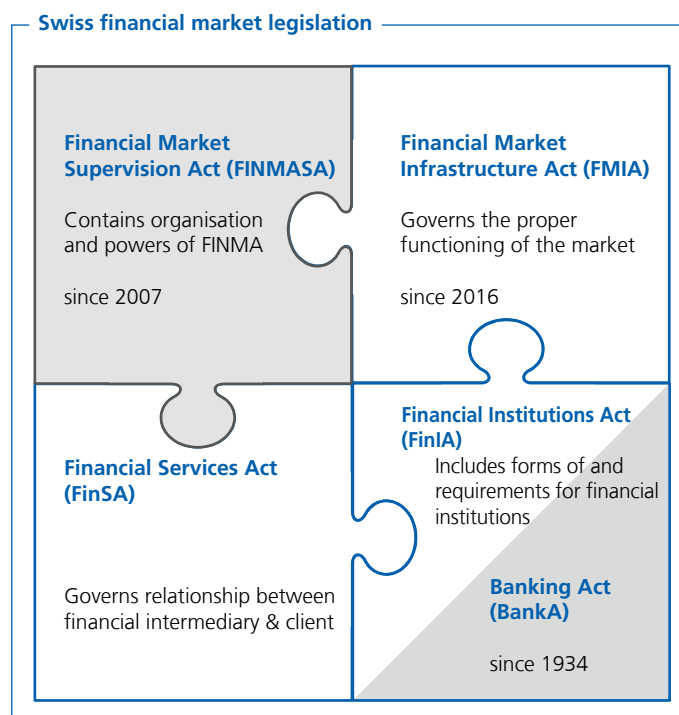 Swiss financial market legislation
Financial Market
Supervision Act (FINMASA)
Contains organisation
and powers of FINMA
since 2007
Financial Market
Infrastructure Act (FMIA)
Governs the proper
functioning of the market
since 2016
Financial Services Act
(FinSA)
Governs relationship between
financial intermediary & client
Financial Institutions Act
(FinIA)
Includes forms of and
requirements for financial
institutions
Banking Act
(BankA)
since 1934